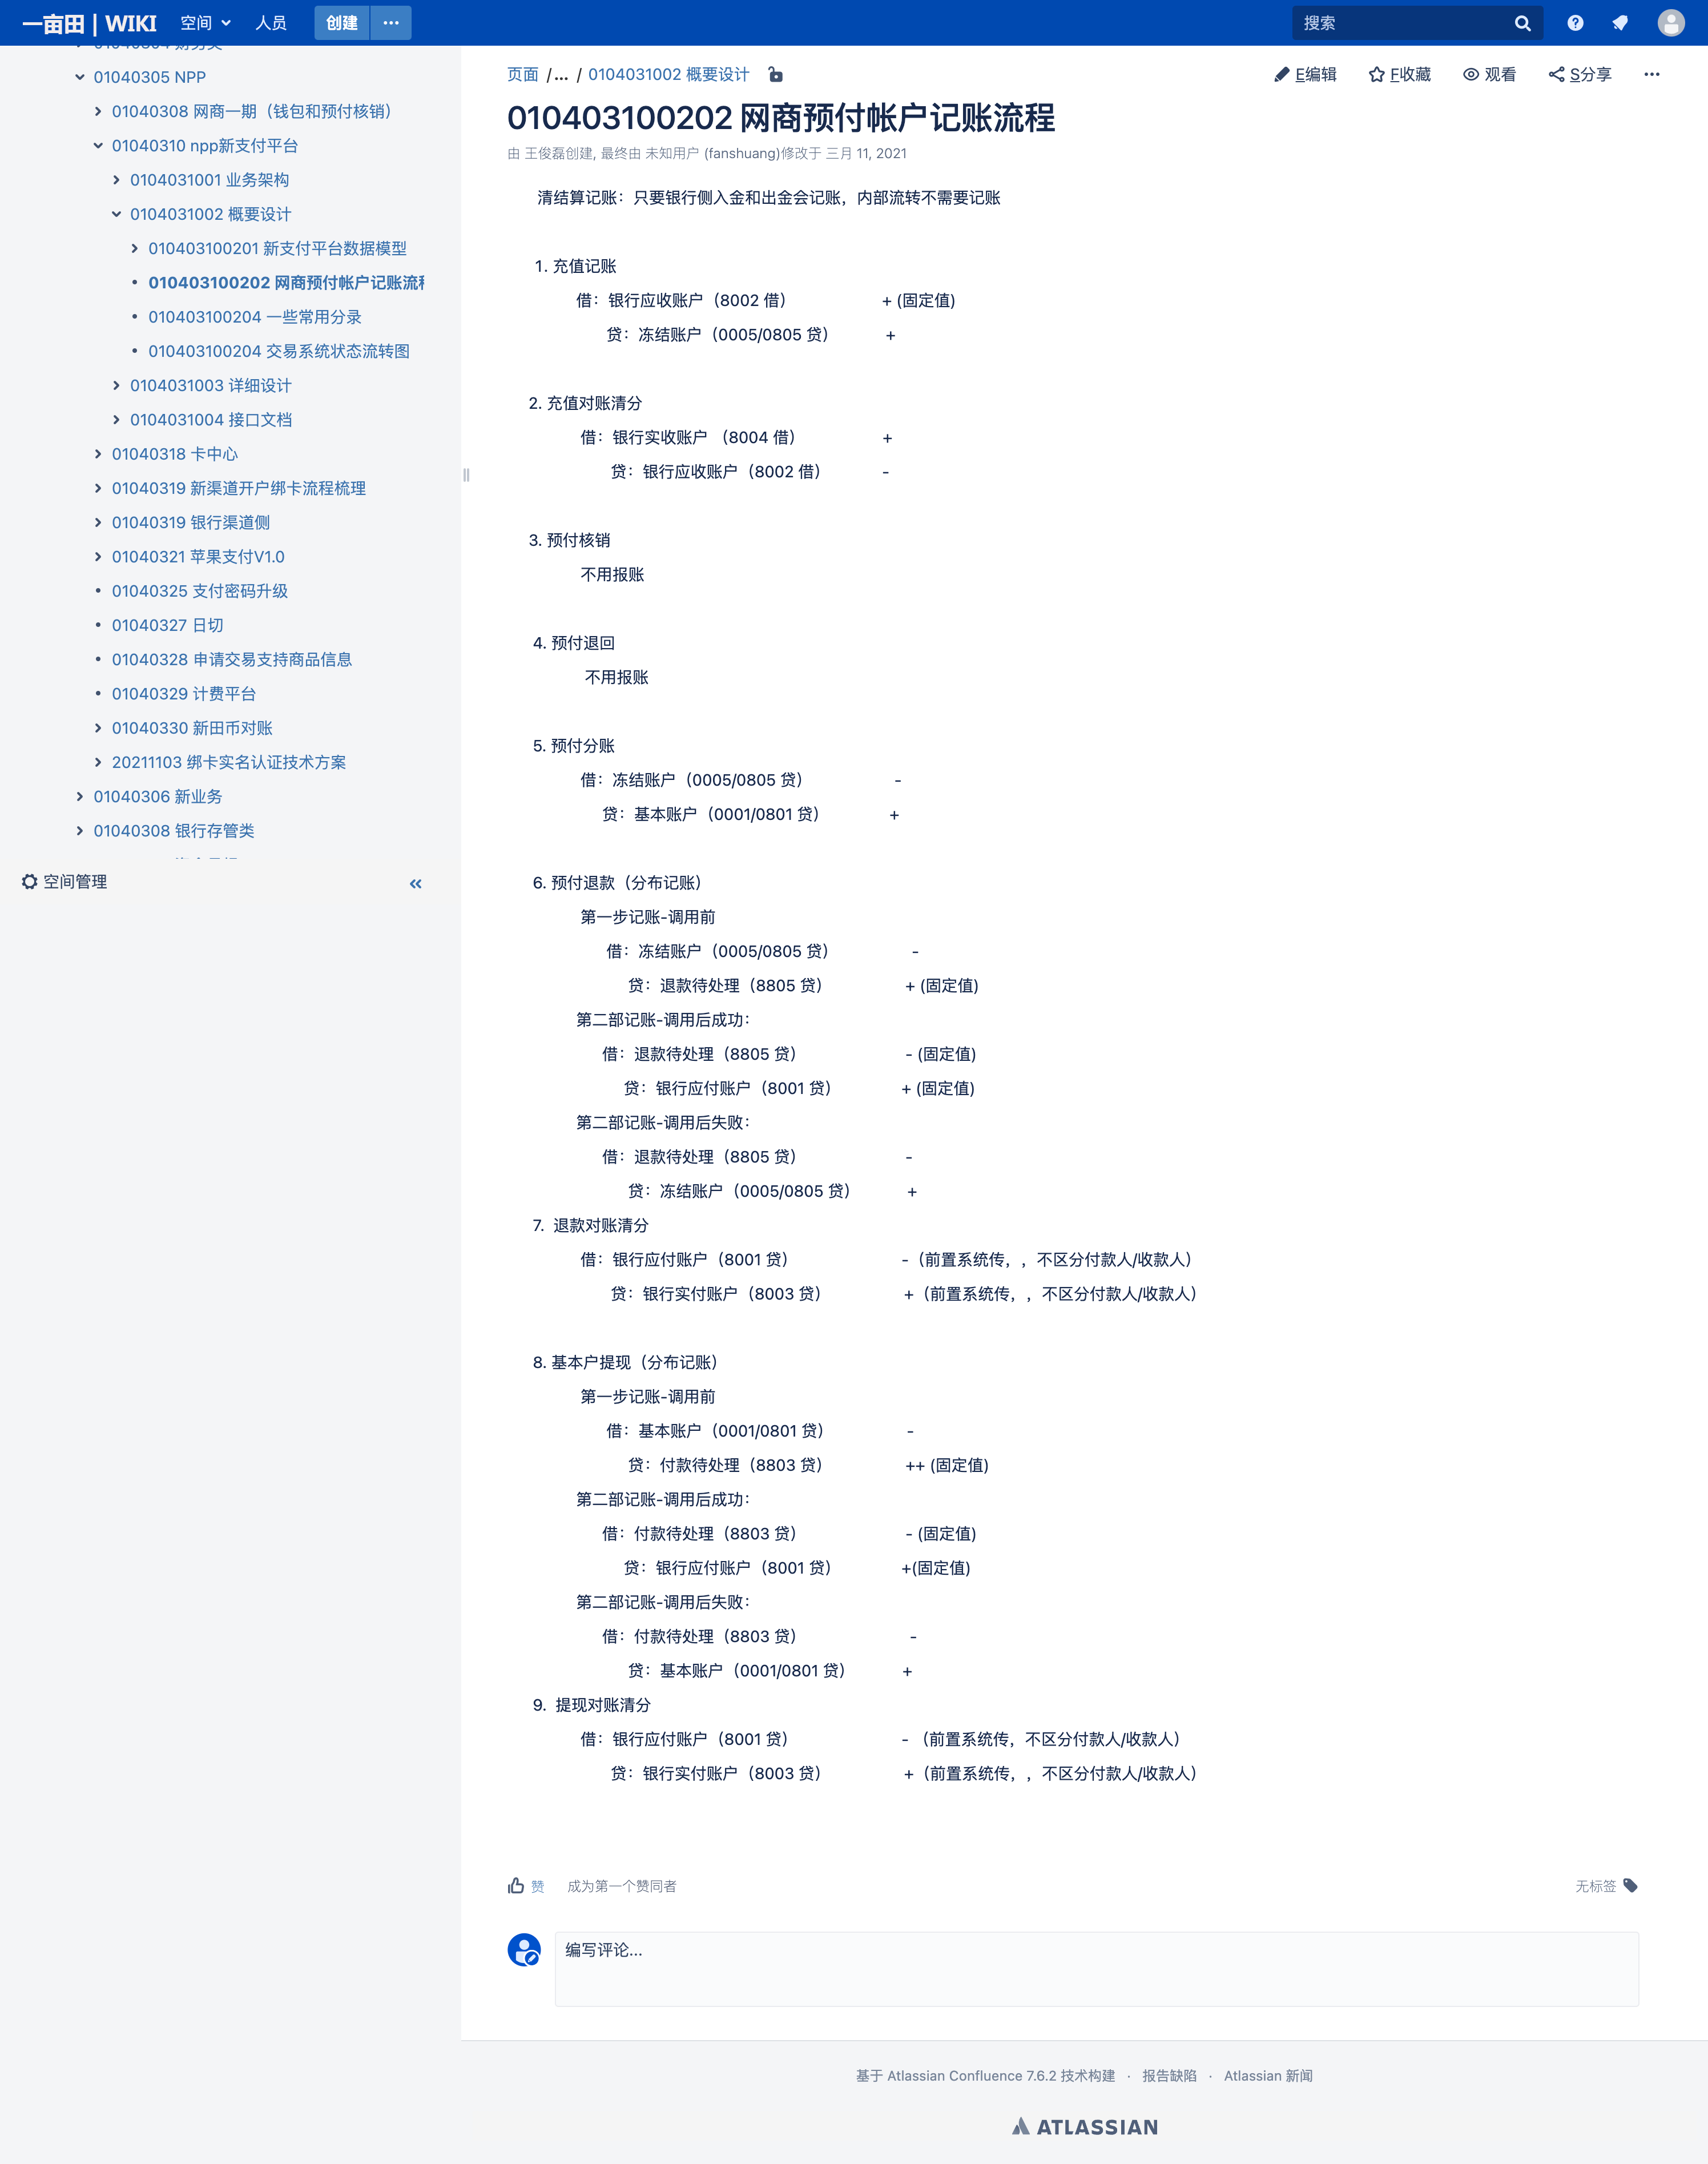 一亩田 | WIKI 空间 人员 创建 ··· 搜索
01040305 NPP
01040308 网商一期（钱包和预付核销）
01040310 npp新支付平台
0104031001 业务架构
0104031002 概要设计
010403100201 新支付平台数据模型
010403100202 网商预付帐户记账流
010403100204 一些常用分录
010403100204 交易系统状态流转图
0104031003 详细设计
0104031004 接口文档
01040318 卡中心
01040319 新渠道开户绑卡流程梳理
01040319 银行渠道侧
01040321 苹果支付V1.0
01040325 支付密码升级
01040327 日切
01040328 申请交易支持商品信息
01040329 计费平台
01040330 新田币对账
20211103 绑卡实名认证技术方案
01040306 新业务
01040308 银行存管类
空间管理
页面 /... / 0104031002 概要设计
E编辑 F收藏 观看 S分享 ···
010403100202 网商预付帐户记账流程
由 王俊磊创建, 最终由 未知用户 (fanshuang)修改于 三月 11, 2021
清结算记账：只要银行侧入金和出金会记账，内部流转不需要记账
1. 充值记账
借：银行应收账户（8002 借） + (固定值)
贷：冻结账户（0005/0805 贷） +
2. 充值对账清分
借：银行实收账户 （8004 借） +
贷：银行应收账户（8002 借） -
3. 预付核销
不用报账
4. 预付退回
不用报账
5. 预付分账
借：冻结账户（0005/0805 贷） -
贷：基本账户（0001/0801 贷） +
6. 预付退款（分布记账）
第一步记账-调用前
借：冻结账户（0005/0805 贷） -
贷：退款待处理（8805 贷） + (固定值)
第二部记账-调用后成功：
借：退款待处理（8805 贷） - (固定值)
贷：银行应付账户（8001 贷） + (固定值)
第二部记账-调用后失败：
借：退款待处理（8805 贷） -
贷：冻结账户（0005/0805 贷） +
7. 退款对账清分
借：银行应付账户（8001 贷） -（前置系统传，，不区分付款人/收款人）
贷：银行实付账户（8003 贷） +（前置系统传，，不区分付款人/收款人）
8. 基本户提现（分布记账）
第一步记账-调用前
借：基本账户（0001/0801 贷） -
贷：付款待处理（8803 贷） ++ (固定值)
第二部记账-调用后成功：
借：付款待处理（8803 贷） - (固定值)
贷：银行应付账户（8001 贷） +(固定值)
第二部记账-调用后失败：
借：付款待处理（8803 贷） -
贷：基本账户（0001/0801 贷） +
9. 提现对账清分
借：银行应付账户（8001 贷） - （前置系统传，不区分付款人/收款人）
贷：银行实付账户（8003 贷） +（前置系统传，，不区分付款人/收款人）
赞 成为第一个赞同者 无标签
编写评论...
基于 Atlassian Confluence 7.6.2 技术构建 · 报告缺陷 · Atlassian 新闻
ATLASSIAN